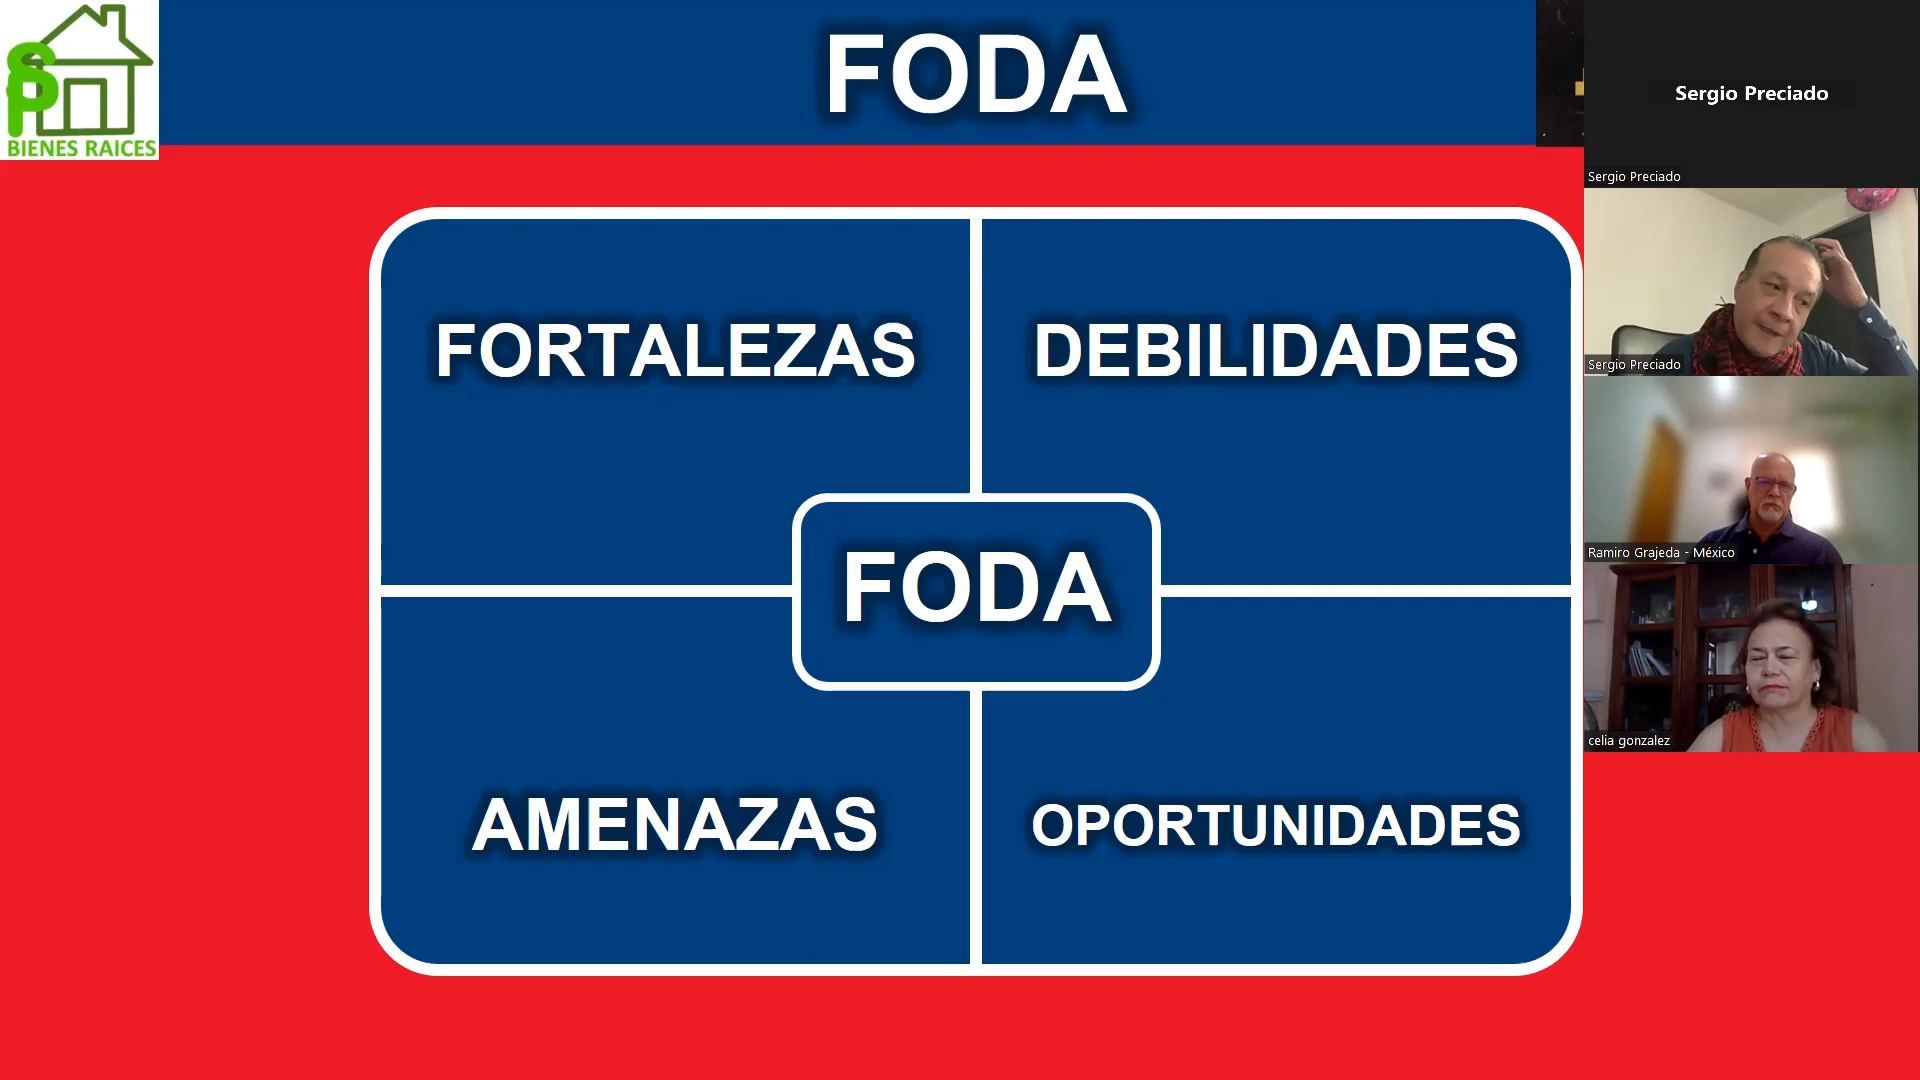 SP
BIENES RAICES
FODA
FORTALEZAS
DEBILIDADES
FODA
AMENAZAS
OPORTUNIDADES
Sergio Preciado
Sergio Preciado
Sergio Preciado
Ramiro Grajeda - México
celia gonzalez